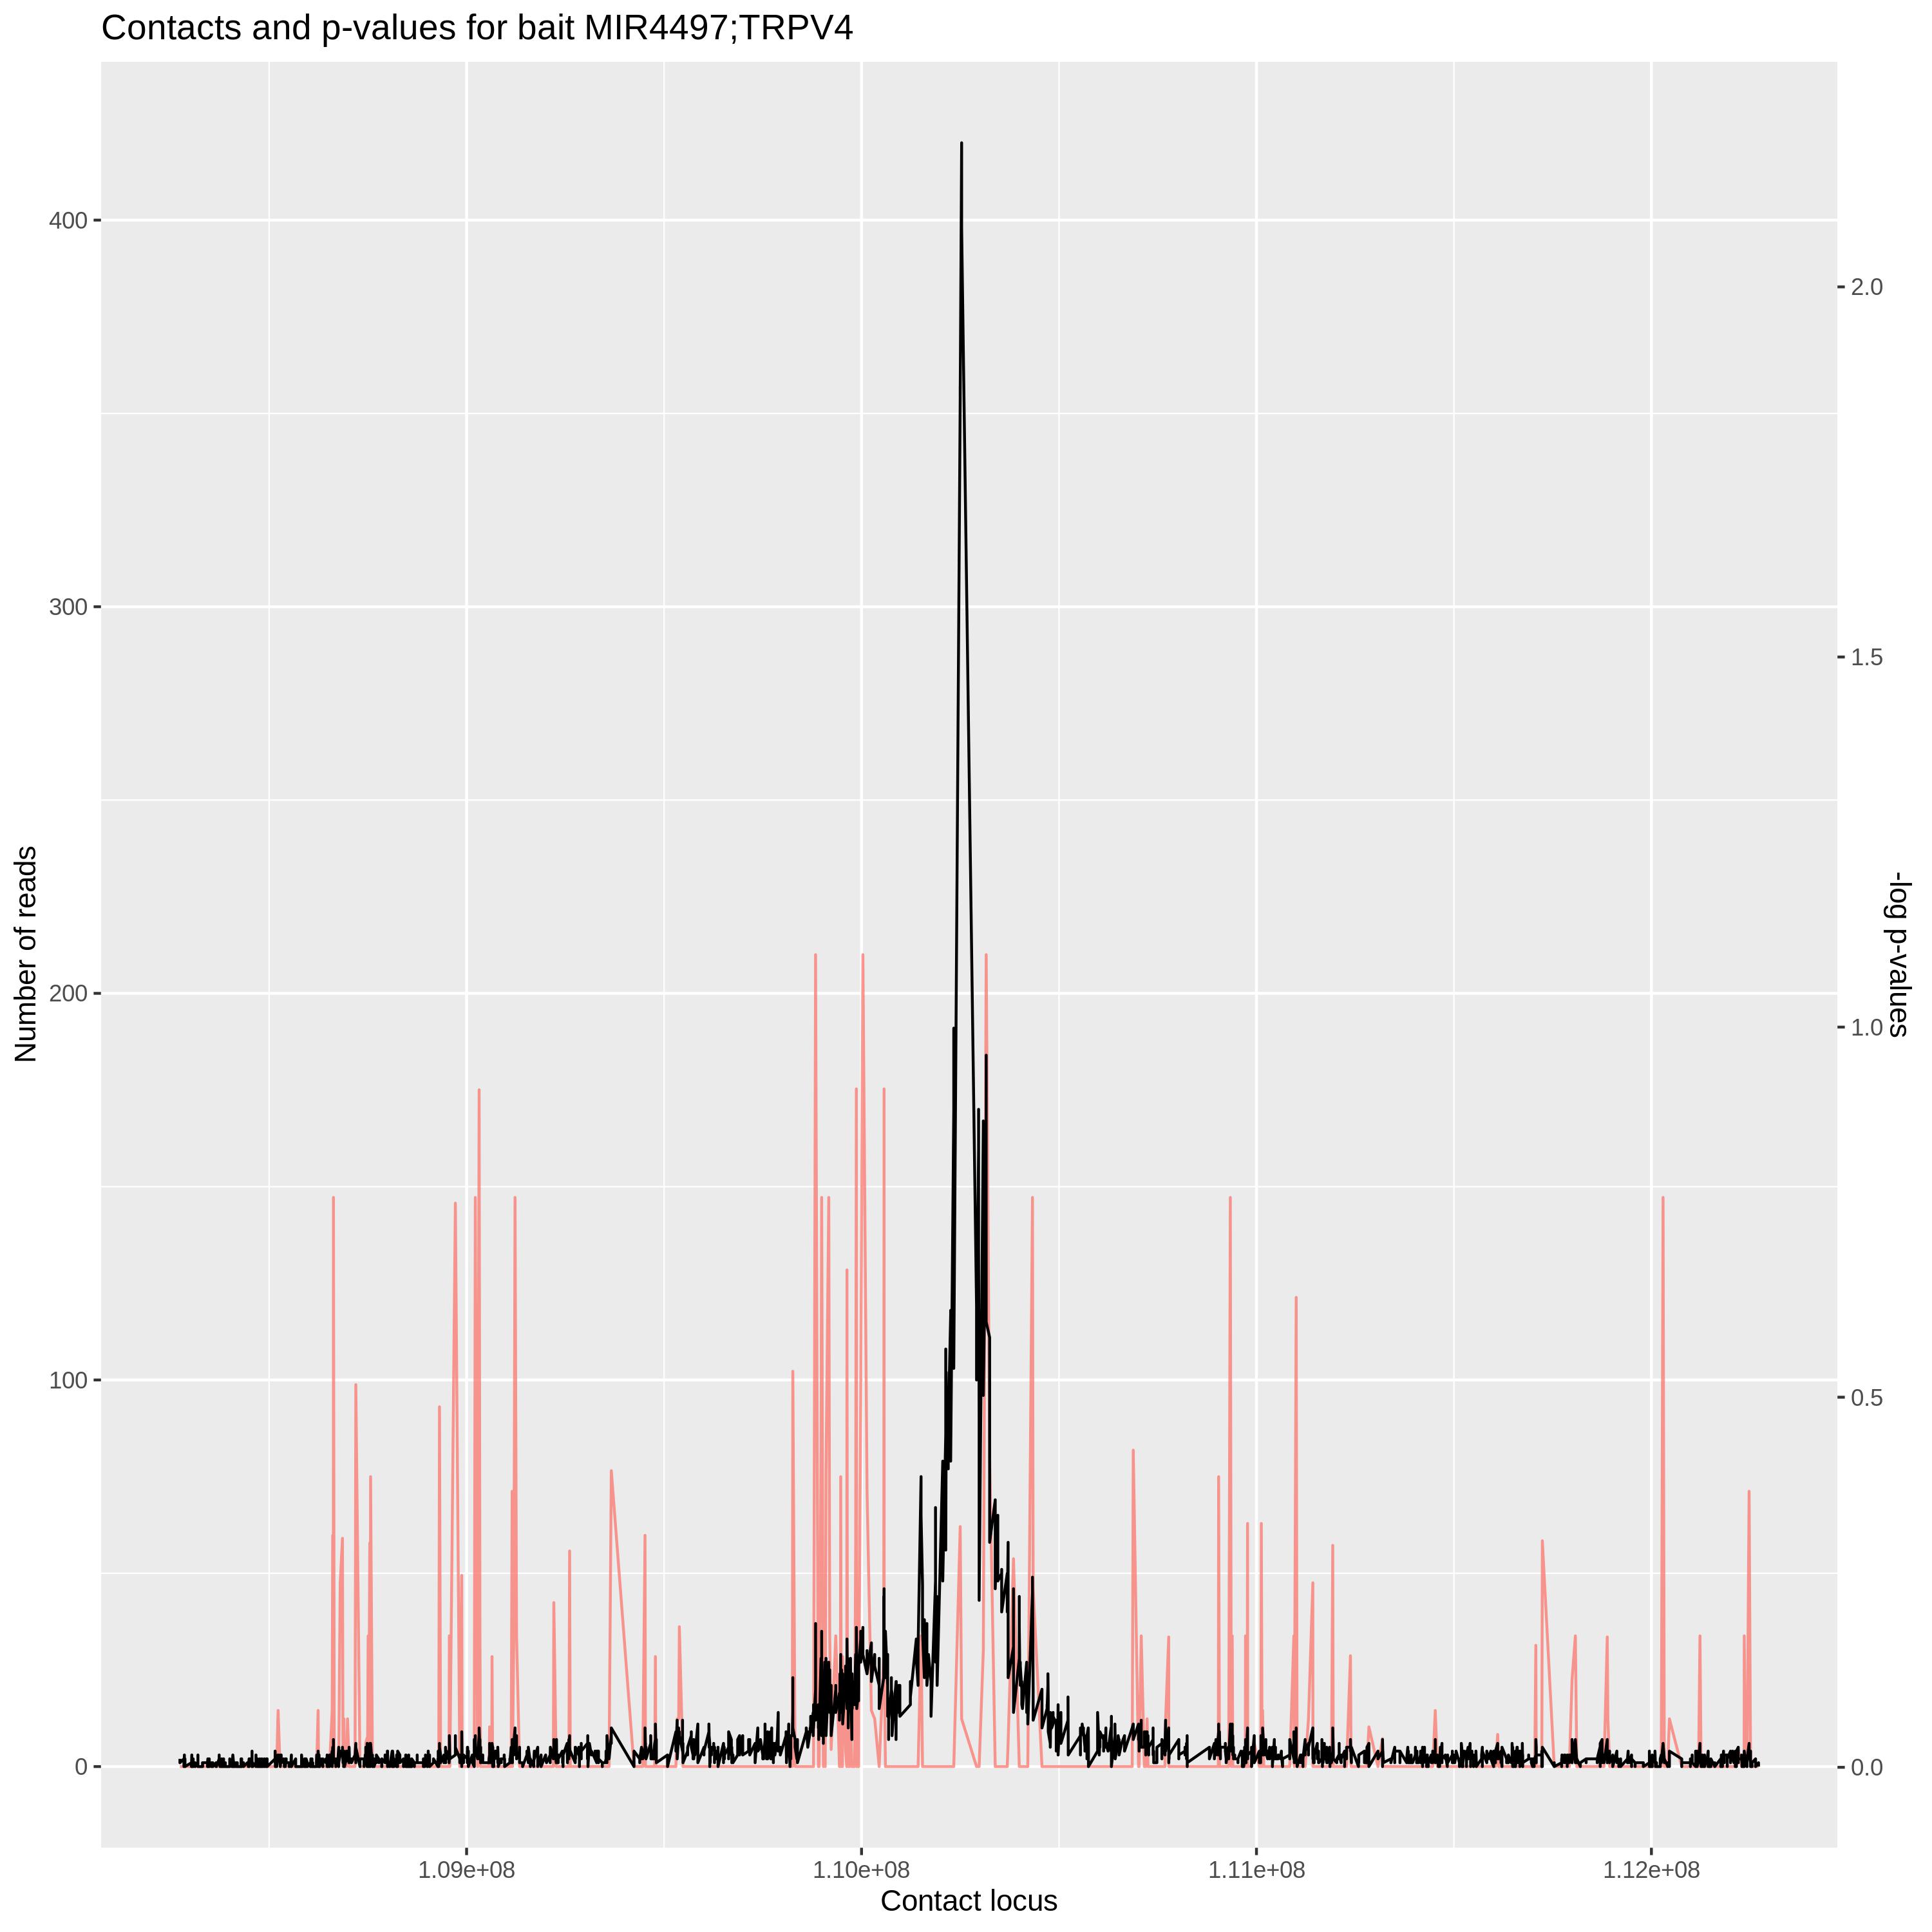 Contacts and p-values for bait MIR4497;TRPV4
400
300
200
100
0
Number of reads
2.0
1.5
1.0
0.5
0.0
-log p-values
1.09e+08
1.10e+08
1.11e+08
1.12e+08
Contact locus